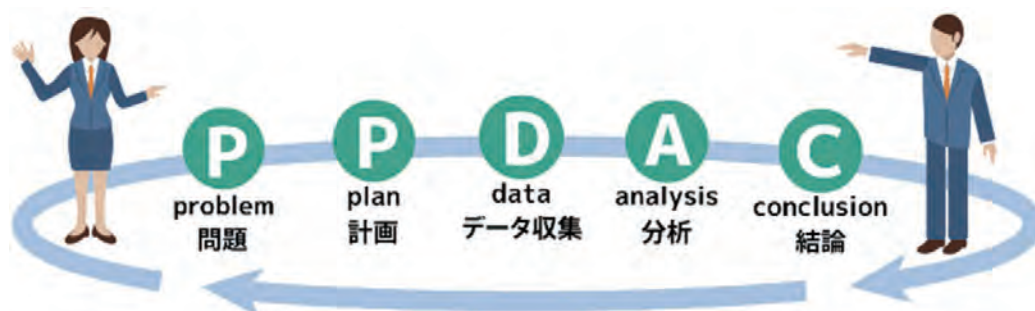 P
problem
問題
P
plan
計画
D
data
データ収集
A
analysis
分析
C
conclusion
結論